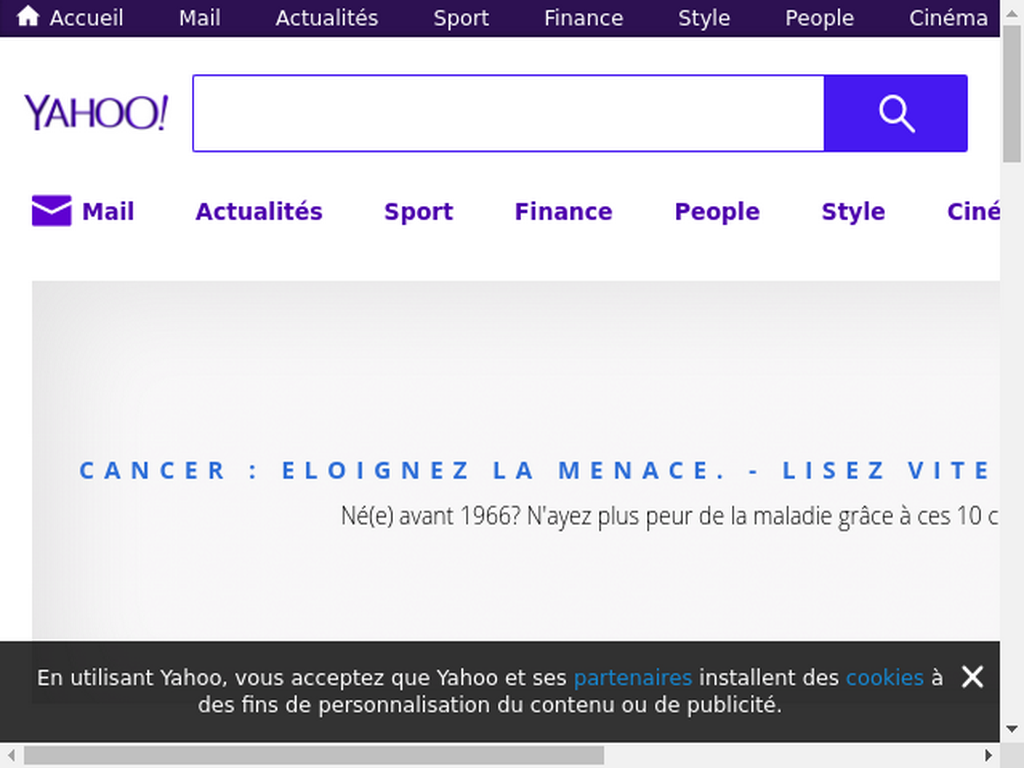 Accueil Mail Actualités Sport Finance Style People Cinéma
YAHOO!
Mail Actualités Sport Finance People Style Ciné
CANCER : ELOIGNEZ LA MENACE. - LISEZ VITE
Né(e) avant 1966? N'ayez plus peur de la maladie grâce à ces 10 c
En utilisant Yahoo, vous acceptez que Yahoo et ses partenaires installent des cookies à
des fins de personnalisation du contenu ou de publicité.